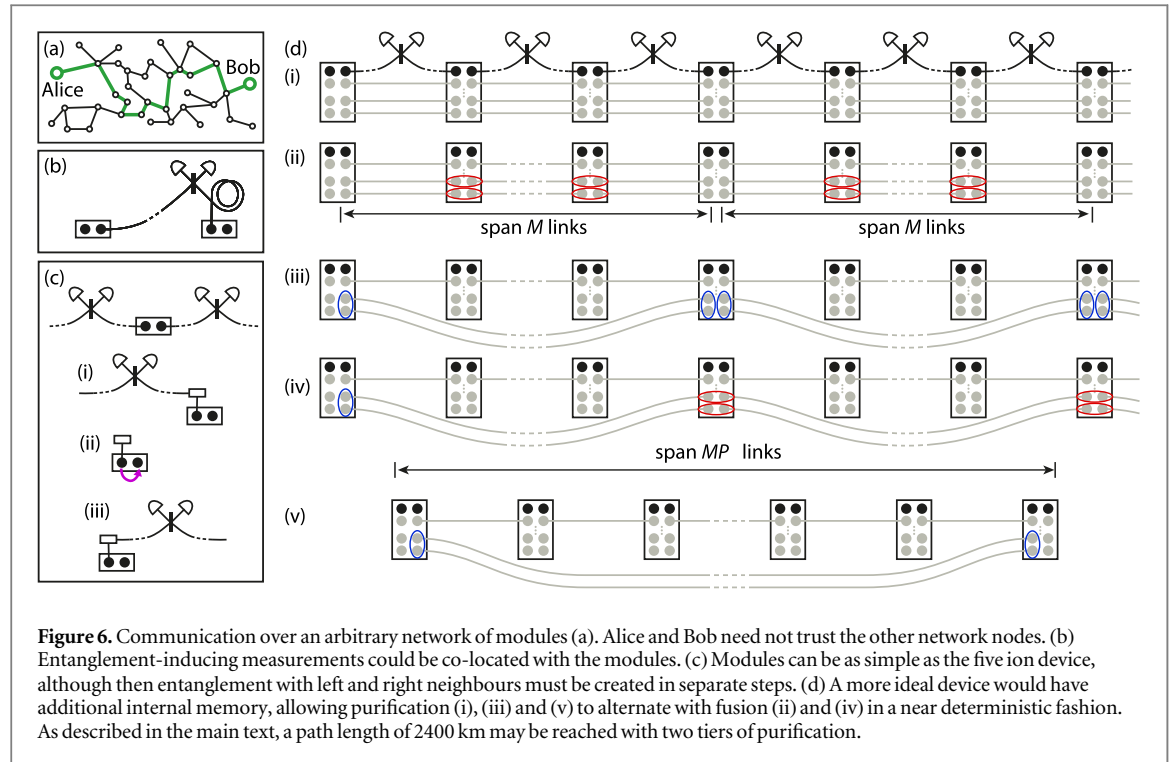 (a)
Alice
Bob
(b)
(c)
(i)
(ii)
(iii)
(d)
(i)
(ii)
span M links
span M links
(iii)
(iv)
span MP links
(v)
Figure 6. Communication over an arbitrary network of modules (a). Alice and Bob need not trust the other network nodes. (b)
Entanglement-inducing measurements could be co-located with the modules. (c) Modules can be as simple as the five ion device,
although then entanglement with left and right neighbours must be created in separate steps. (d) A more ideal device would have
additional internal memory, allowing purification (i), (iii) and (v) to alternate with fusion (ii) and (iv) in a near deterministic fashion.
As described in the main text, a path length of 2400 km may be reached with two tiers of purification.